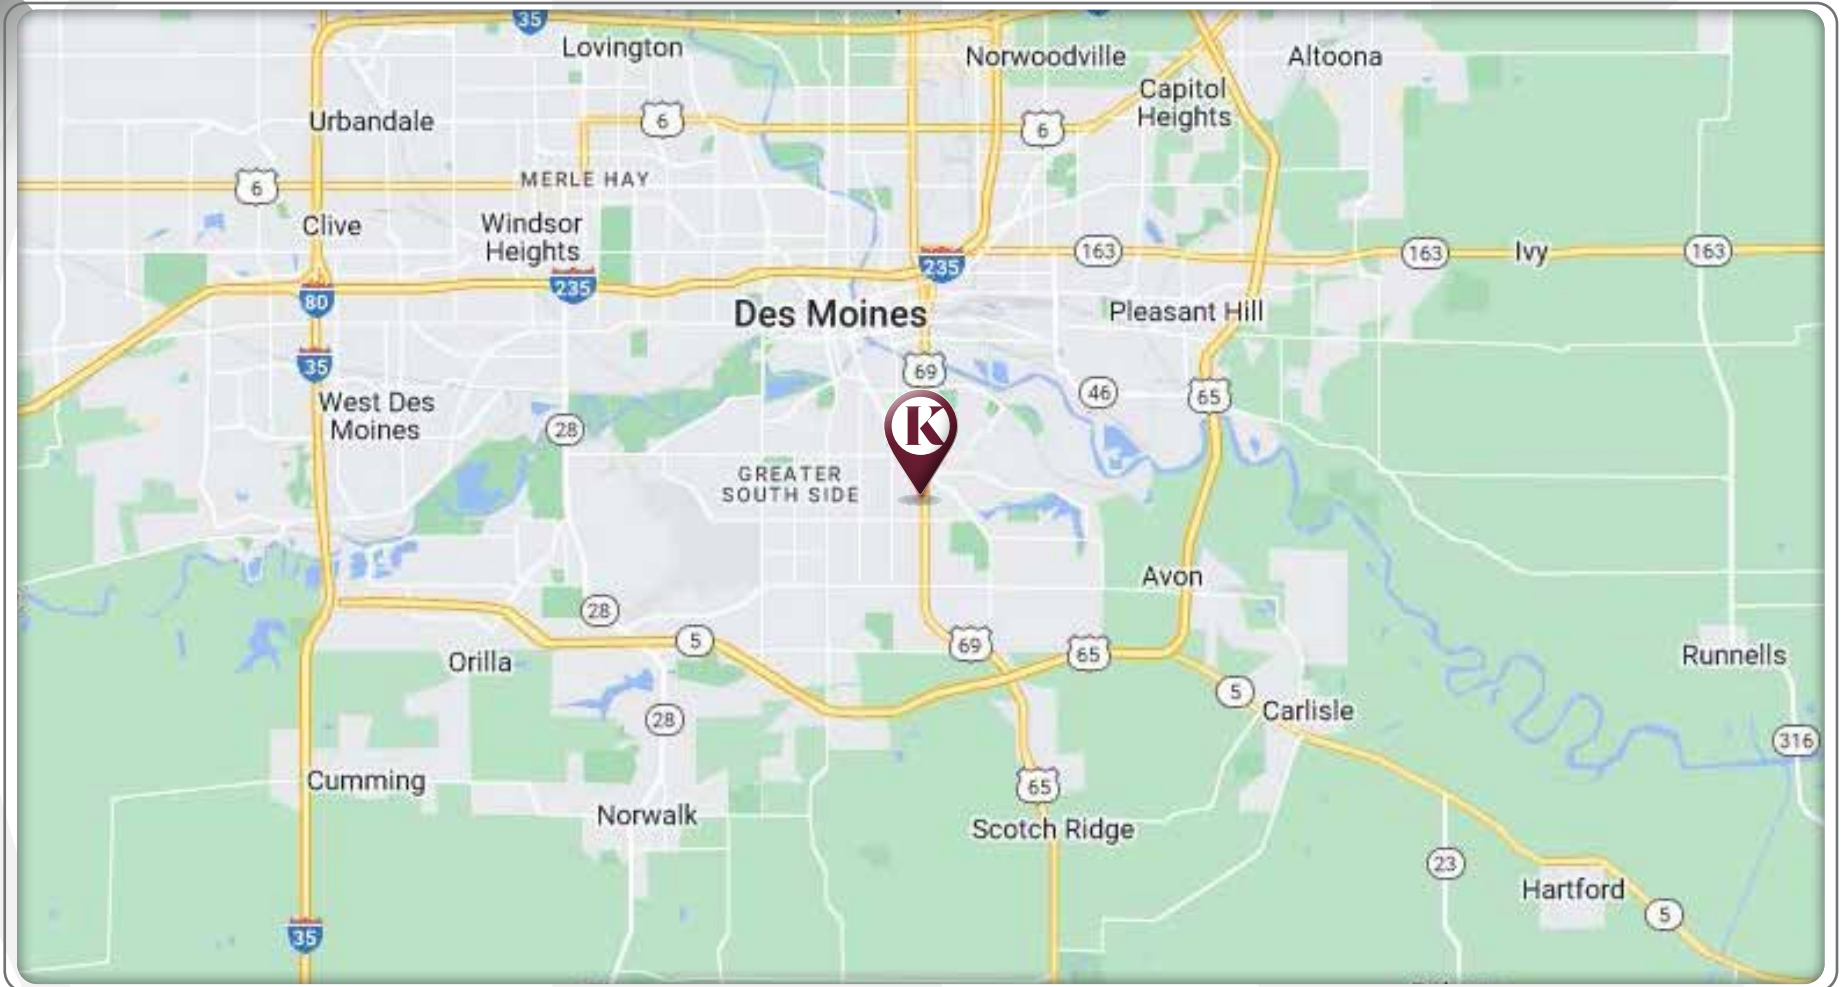 35
Lovington
Norwoodville
Altoona
Capitol
Heights
Urbandale
6
6
MERLE HAY
6
Clive
Windsor
Heights
163
163
Ivy
163
235
235
80
Des Moines
Pleasant Hill
35
69
46
65
West Des
Moines
28
K
GREATER
SOUTH SIDE
Avon
28
5
69
65
Orilla
Runnells
5
28
Carlisle
316
Cumming
65
Norwalk
Scotch Ridge
23
Hartford
5
35